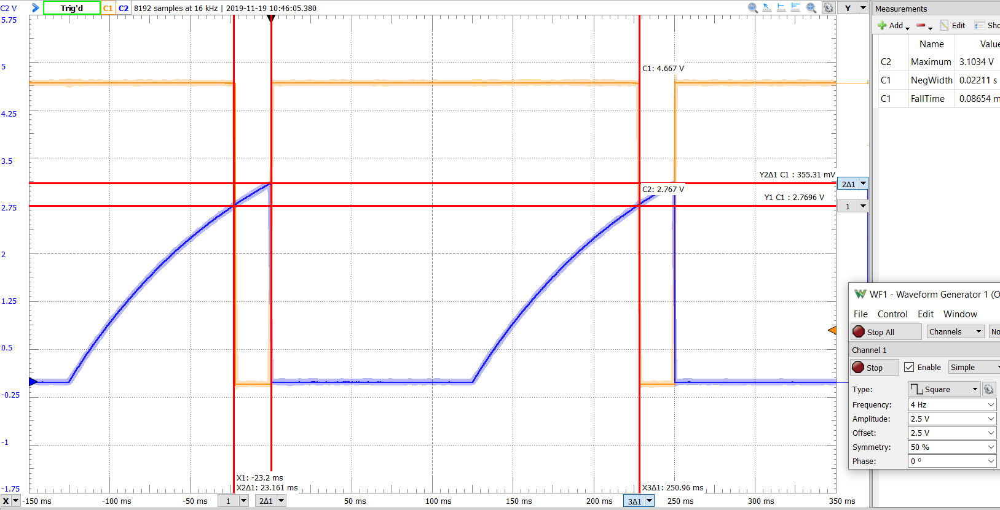 C2 V
Trig'd
C1
C2
8192 samples at 16 kHz | 2019-11-19 10:46:05.380
Y
5.75
5
4.25
3.5
2.75
2
1.25
0.5
-0.25
-1
-1.75
C1: 4.667 V
Y2Δ1 C1 : 355.31 mV
2Δ1
C2: 2.767 V
Y1 C1 : 2.7696 V
1
X1: -23.2 ms
X2Δ1: 23.161 ms
X3Δ1: 250.96 ms
X
-150 ms
-100 ms
-50 ms
1
2Δ1
50 ms
100 ms
150 ms
200 ms
3Δ1
250 ms
300 ms
350 ms
Measurements
Add
Edit
Sho
Name
Value
C2 Maximum 3.1034 V
C1 NegWidth 0.02211 s
C1 FallTime 0.08654 m
WF1 - Waveform Generator 1 (O
File Control Edit Window
Stop All
Channels
No
Channel 1
Stop
Enable
Simple
Type: Square
Frequency: 4 Hz
Amplitude: 2.5 V
Offset: 2.5 V
Symmetry: 50 %
Phase: 0 º